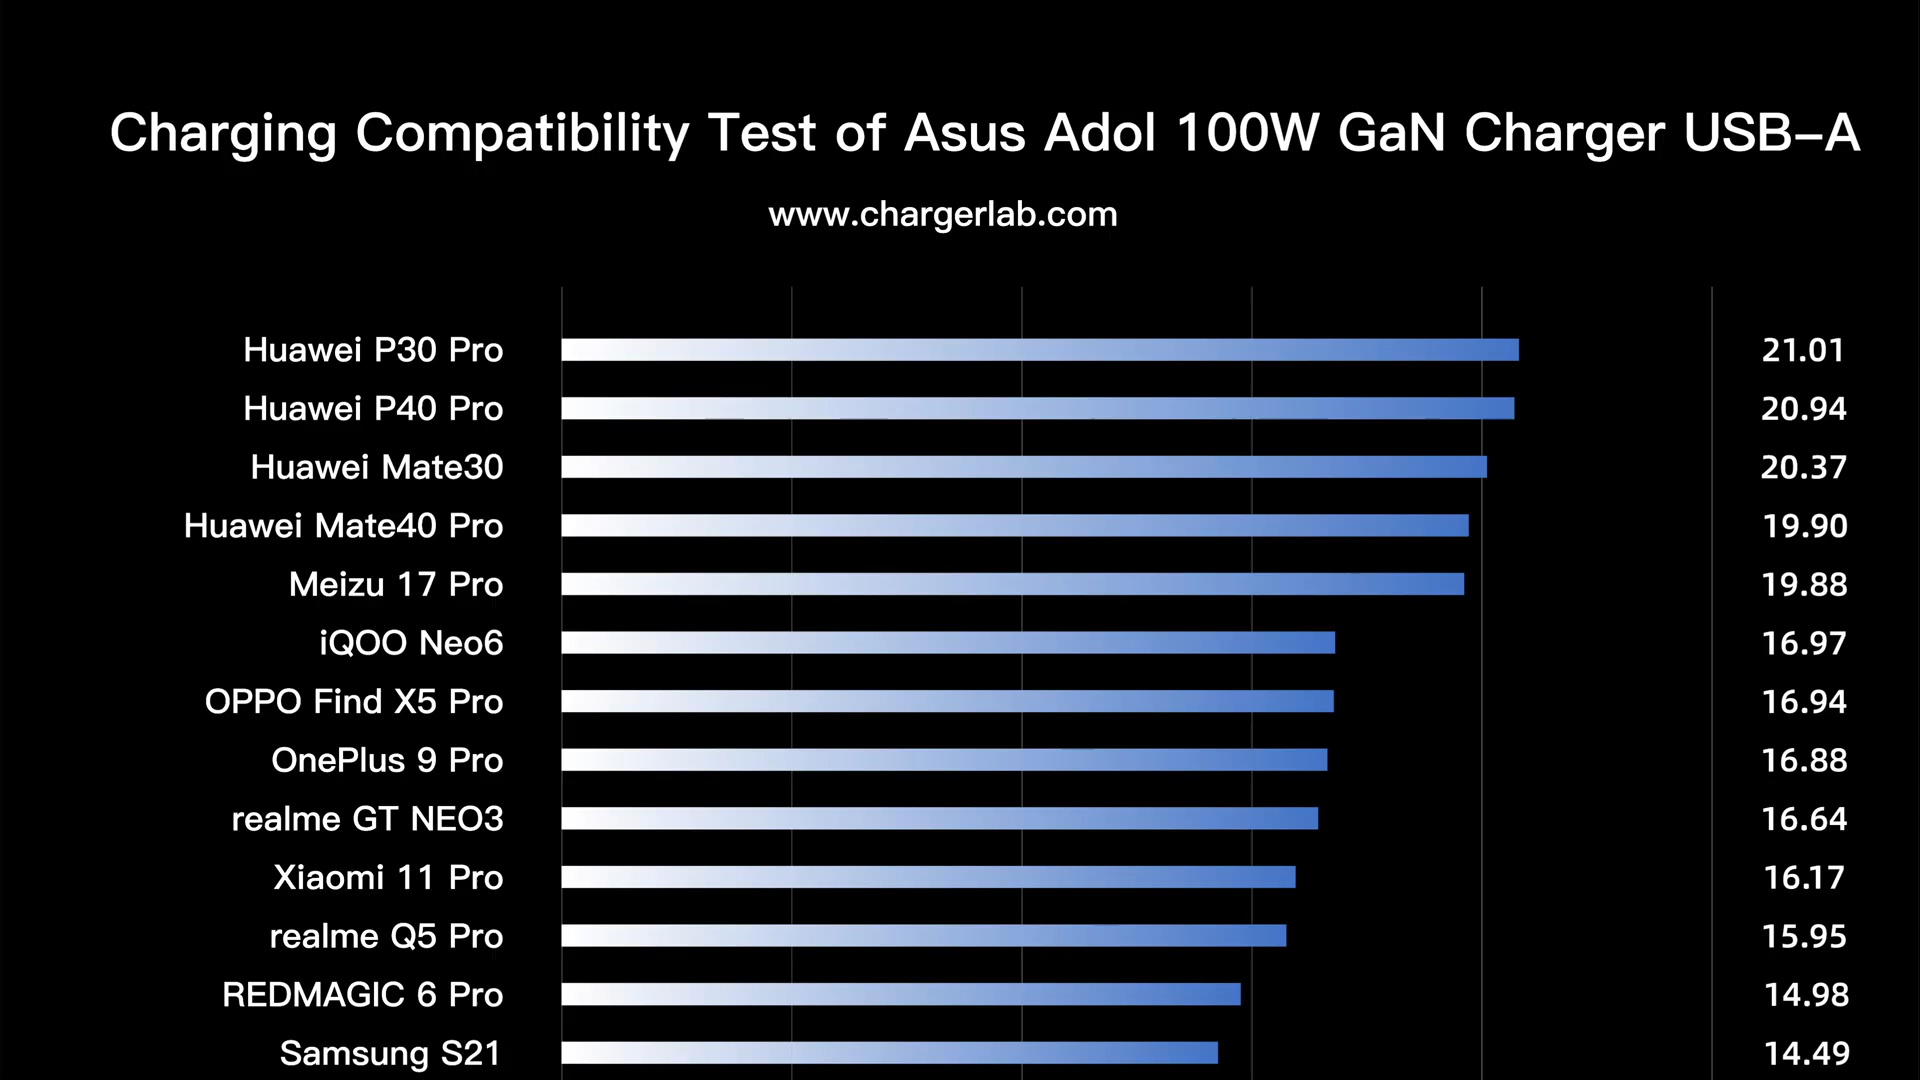 Charging Compatibility Test of Asus Adol 100W GaN Charger USB-A
www.chargerlab.com
Huawei P30 Pro 21.01
Huawei P40 Pro 20.94
Huawei Mate30 20.37
Huawei Mate40 Pro 19.90
Meizu 17 Pro 19.88
iQOO Neo6 16.97
OPPO Find X5 Pro 16.94
OnePlus 9 Pro 16.88
realme GT NEO3 16.64
Xiaomi 11 Pro 16.17
realme Q5 Pro 15.95
REDMAGIC 6 Pro 14.98
Samsung S21 14.49